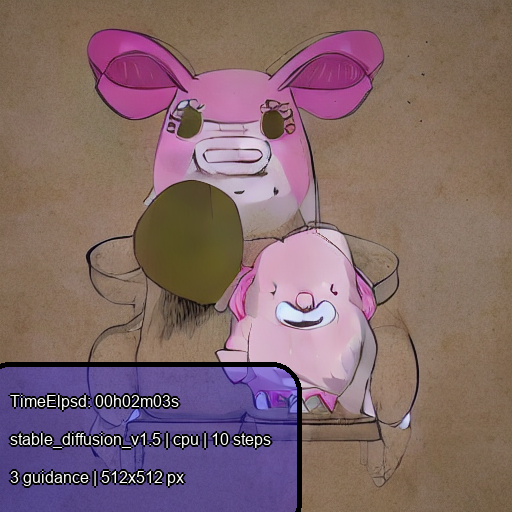 TimeElpsd: 00h02m03s
stable_diffusion_v1.5 | cpu | 10 steps
3 guidance | 512x512 px